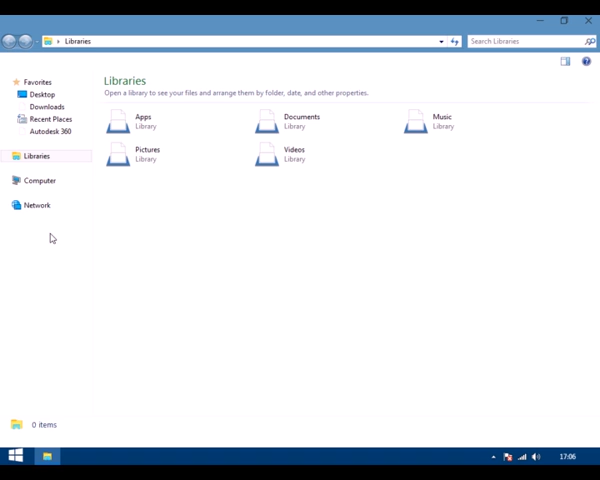 Libraries
Search Libraries
Favorites
Desktop
Downloads
Recent Places
Autodesk 360
Libraries
Computer
Network
Libraries
Open a library to see your files and arrange them by folder, date, and other properties.
Apps
Library
Documents
Library
Music
Library
Pictures
Library
Videos
Library
0 items
17:06